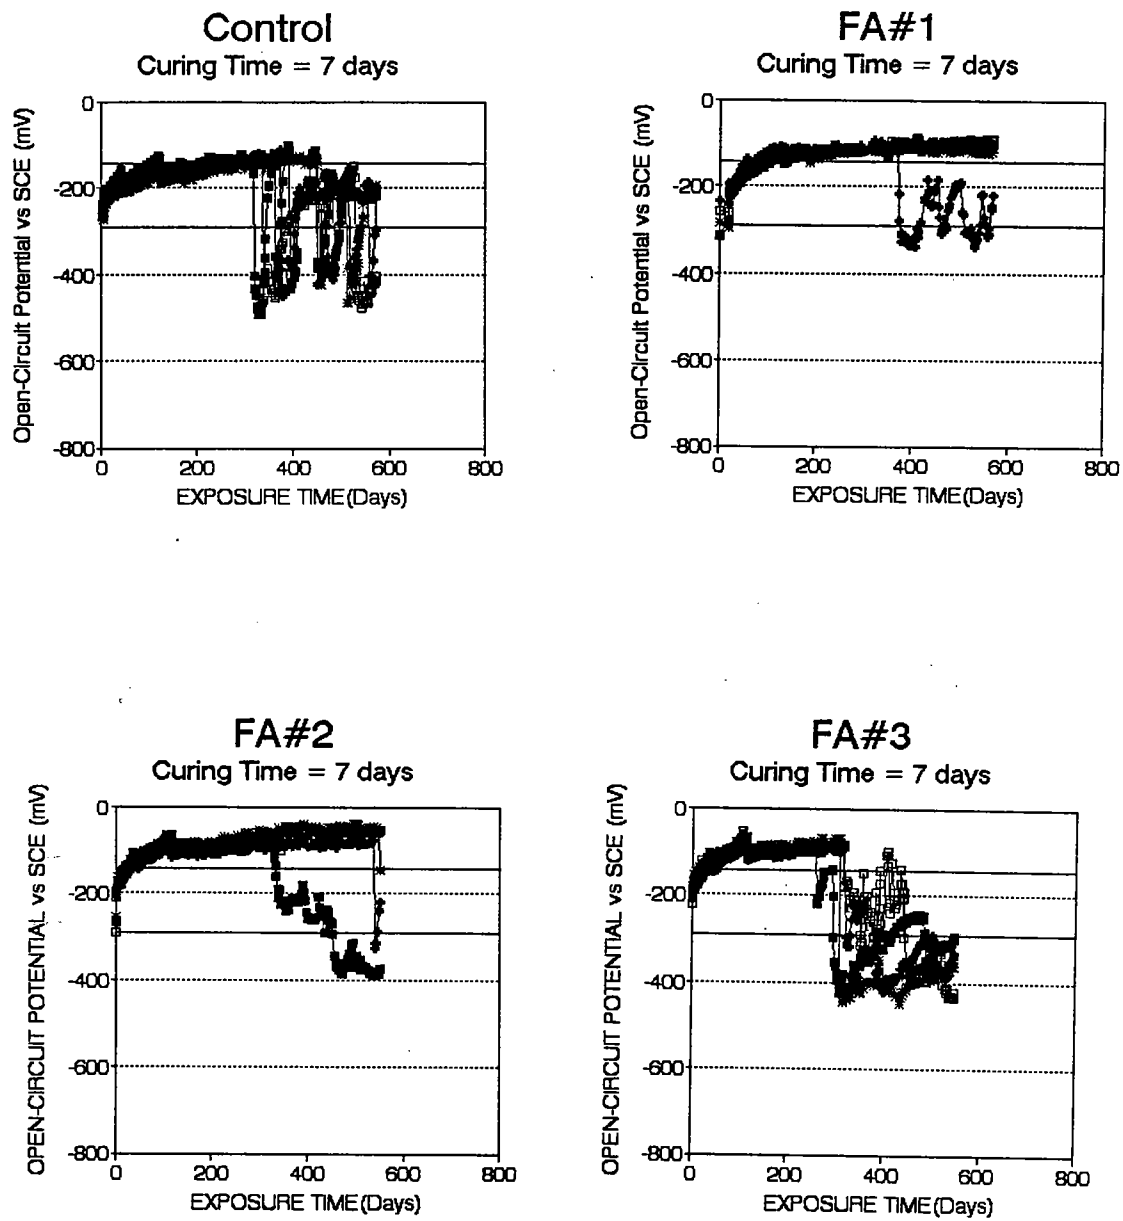 Control
Curing Time = 7 days
Open-Circuit Potential vs SCE (mV)
0
-200
-400
-600
-800
0
200
400
600
800
EXPOSURE TIME(Days)
FA#1
Curing Time = 7 days
Open-Circuit Potential vs SCE (mV)
0
-200
-400
-600
-800
0
200
400
600
800
EXPOSURE TIME(Days)
FA#2
Curing Time = 7 days
OPEN-CIRCUIT POTENTIAL vs SCE (mV)
0
-200
-400
-600
-800
0
200
400
600
800
EXPOSURE TIME(Days)
FA#3
Curing Time = 7 days
OPEN-CIRCUIT POTENTIAL vs SCE (mV)
0
-200
-400
-600
-800
0
200
400
600
800
EXPOSURE TIME(Days)